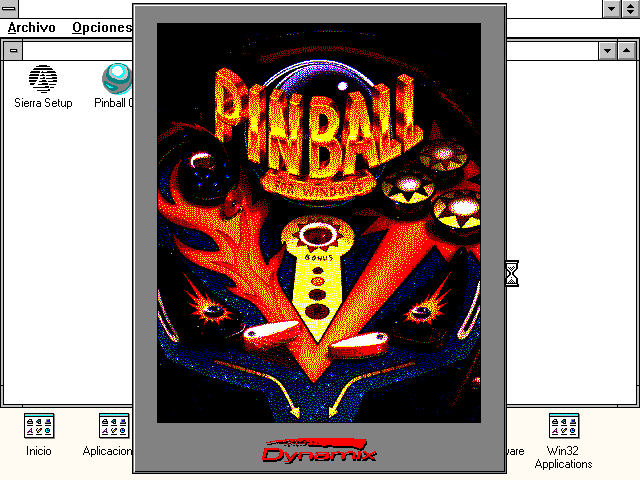 Archivo Opciones
Sierra Setup
Pinball
PINBALL
FOR WINDOWS
BONUS
Dynamix
Inicio
Aplicacion
ware
Win32
Applications